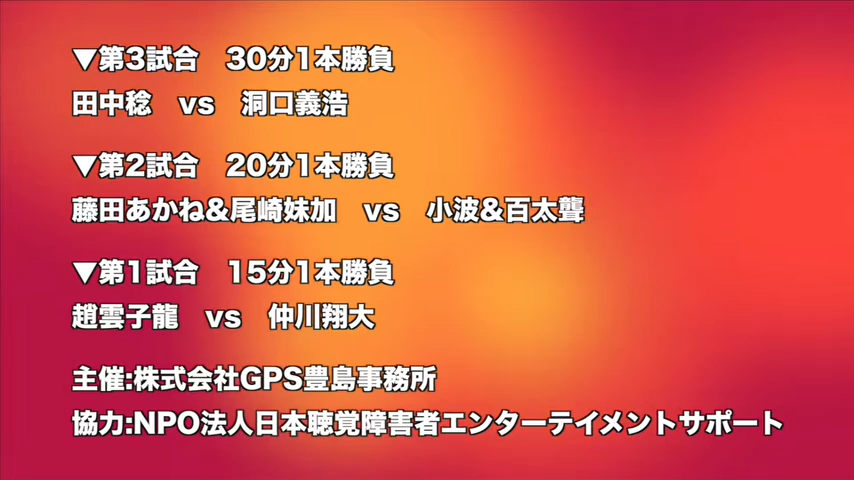 ▼第3試合　30分1本勝負
田中稔　vs　洞口義浩
▼第2試合　20分1本勝負
藤田あかね&尾崎妹加　vs　小波&百太聾
▼第1試合　15分1本勝負
趙雲子龍　vs　仲川翔大
主催:株式会社GPS豊島事務所
協力:NPO法人日本聴覚障害者エンターテイメントサポート